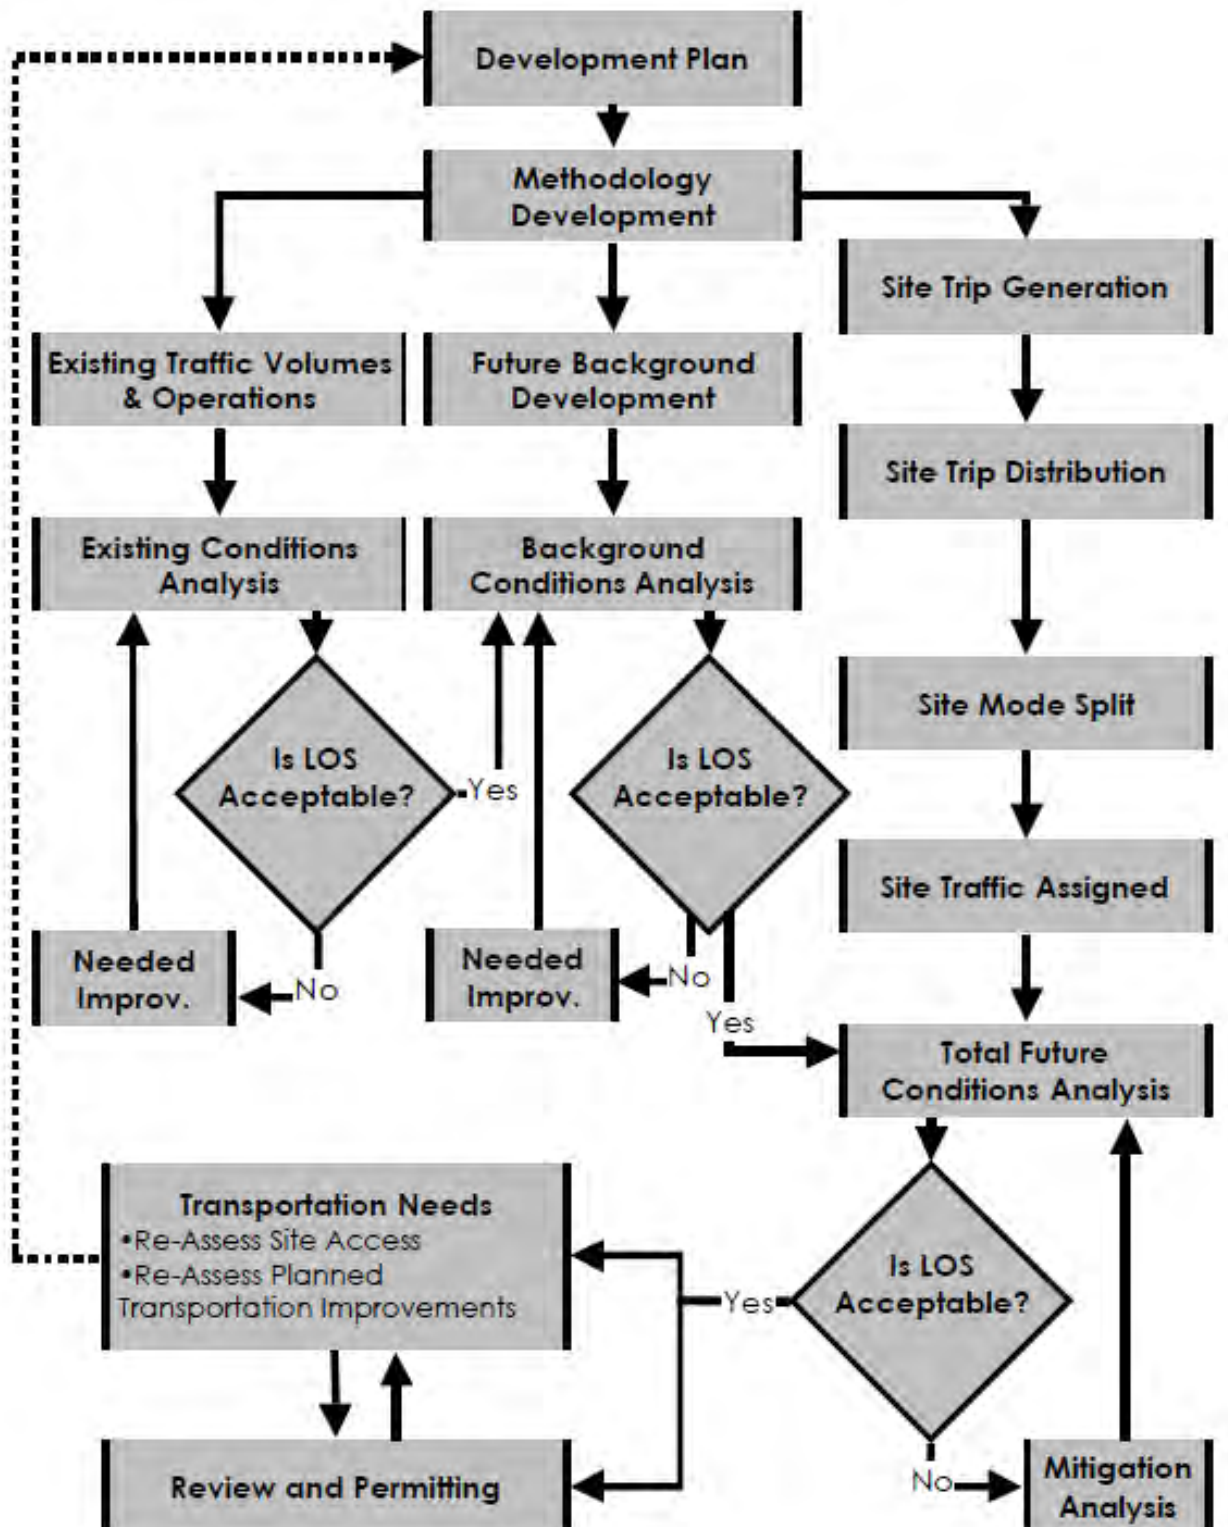 Development Plan
Methodology
Development
Site Trip Generation
Existing Traffic Volumes
& Operations
Future Background
Development
Site Trip Distribution
Existing Conditions
Analysis
Background
Conditions Analysis
Site Mode Split
Is LOS
Acceptable?
Yes
Is LOS
Acceptable?
Site Traffic Assigned
Needed
Improv.
No
Needed
Improv.
No
Yes
Total Future
Conditions Analysis
Transportation Needs
•Re-Assess Site Access
•Re-Assess Planned
Transportation Improvements
Yes
Is LOS
Acceptable?
Review and Permitting
No
Mitigation
Analysis